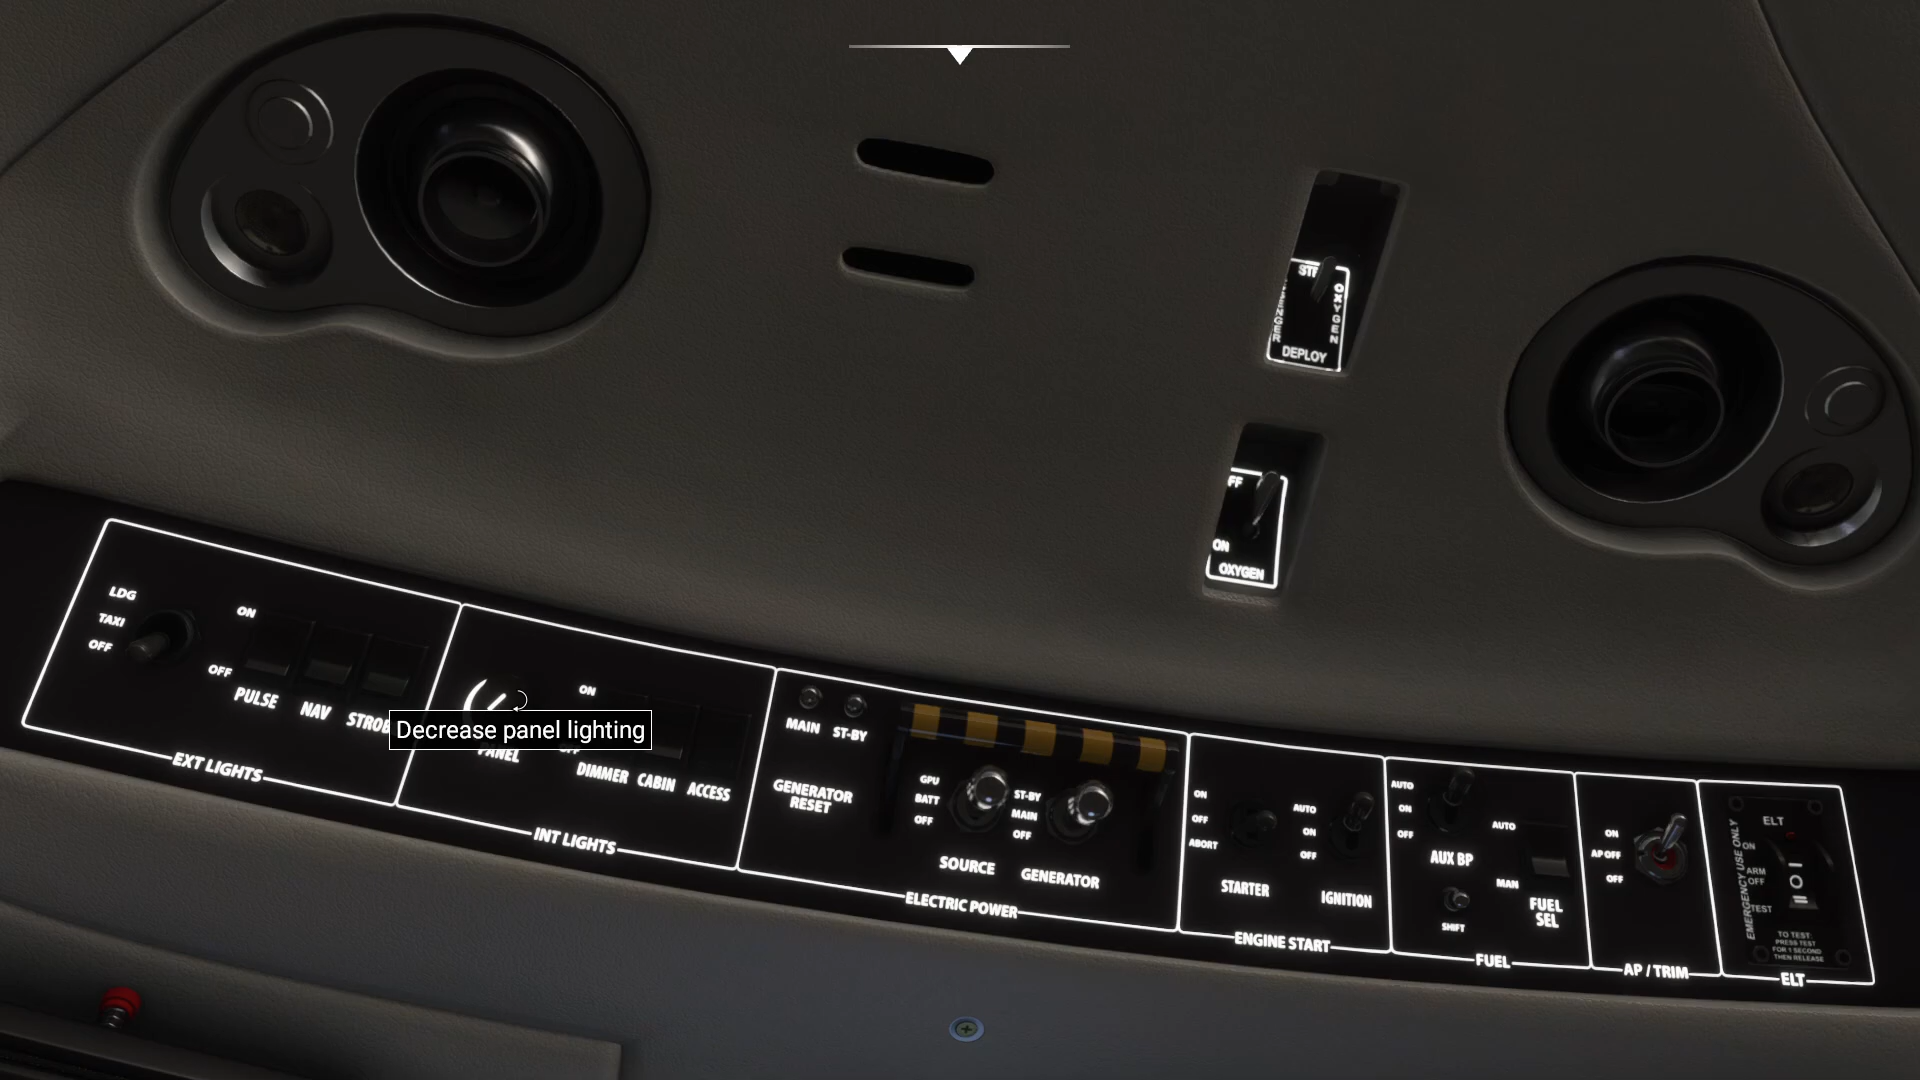 OXYGEN
DEPLOY
ON
OXYGEN
LDG
TAXI
OFF
ON
OFF
PULSE
NAV
EXT LIGHTS
ON
Decrease panel lighting
PANEL
DIMMER
CABIN
ACCESS
INT LIGHTS
MAIN
ST-BY
GENERATOR
RESET
GPU
BATT
OFF
SOURCE
ST-BY
MAIN
OFF
GENERATOR
ELECTRIC POWER
ON
OFF
ABORT
STARTER
AUTO
ON
OFF
IGNITION
ENGINE START
AUTO
ON
OFF
AUX BP
SHIFT
AUTO
MAN
FUEL
SEL
FUEL
ON
AP OFF
OFF
AP / TRIM
EMERGENCY USE ONLY
ELT
ON
ARM
OFF
TEST
TO TEST:
PRESS TEST
FOR 1 SECOND
THEN RELEASE
ELT